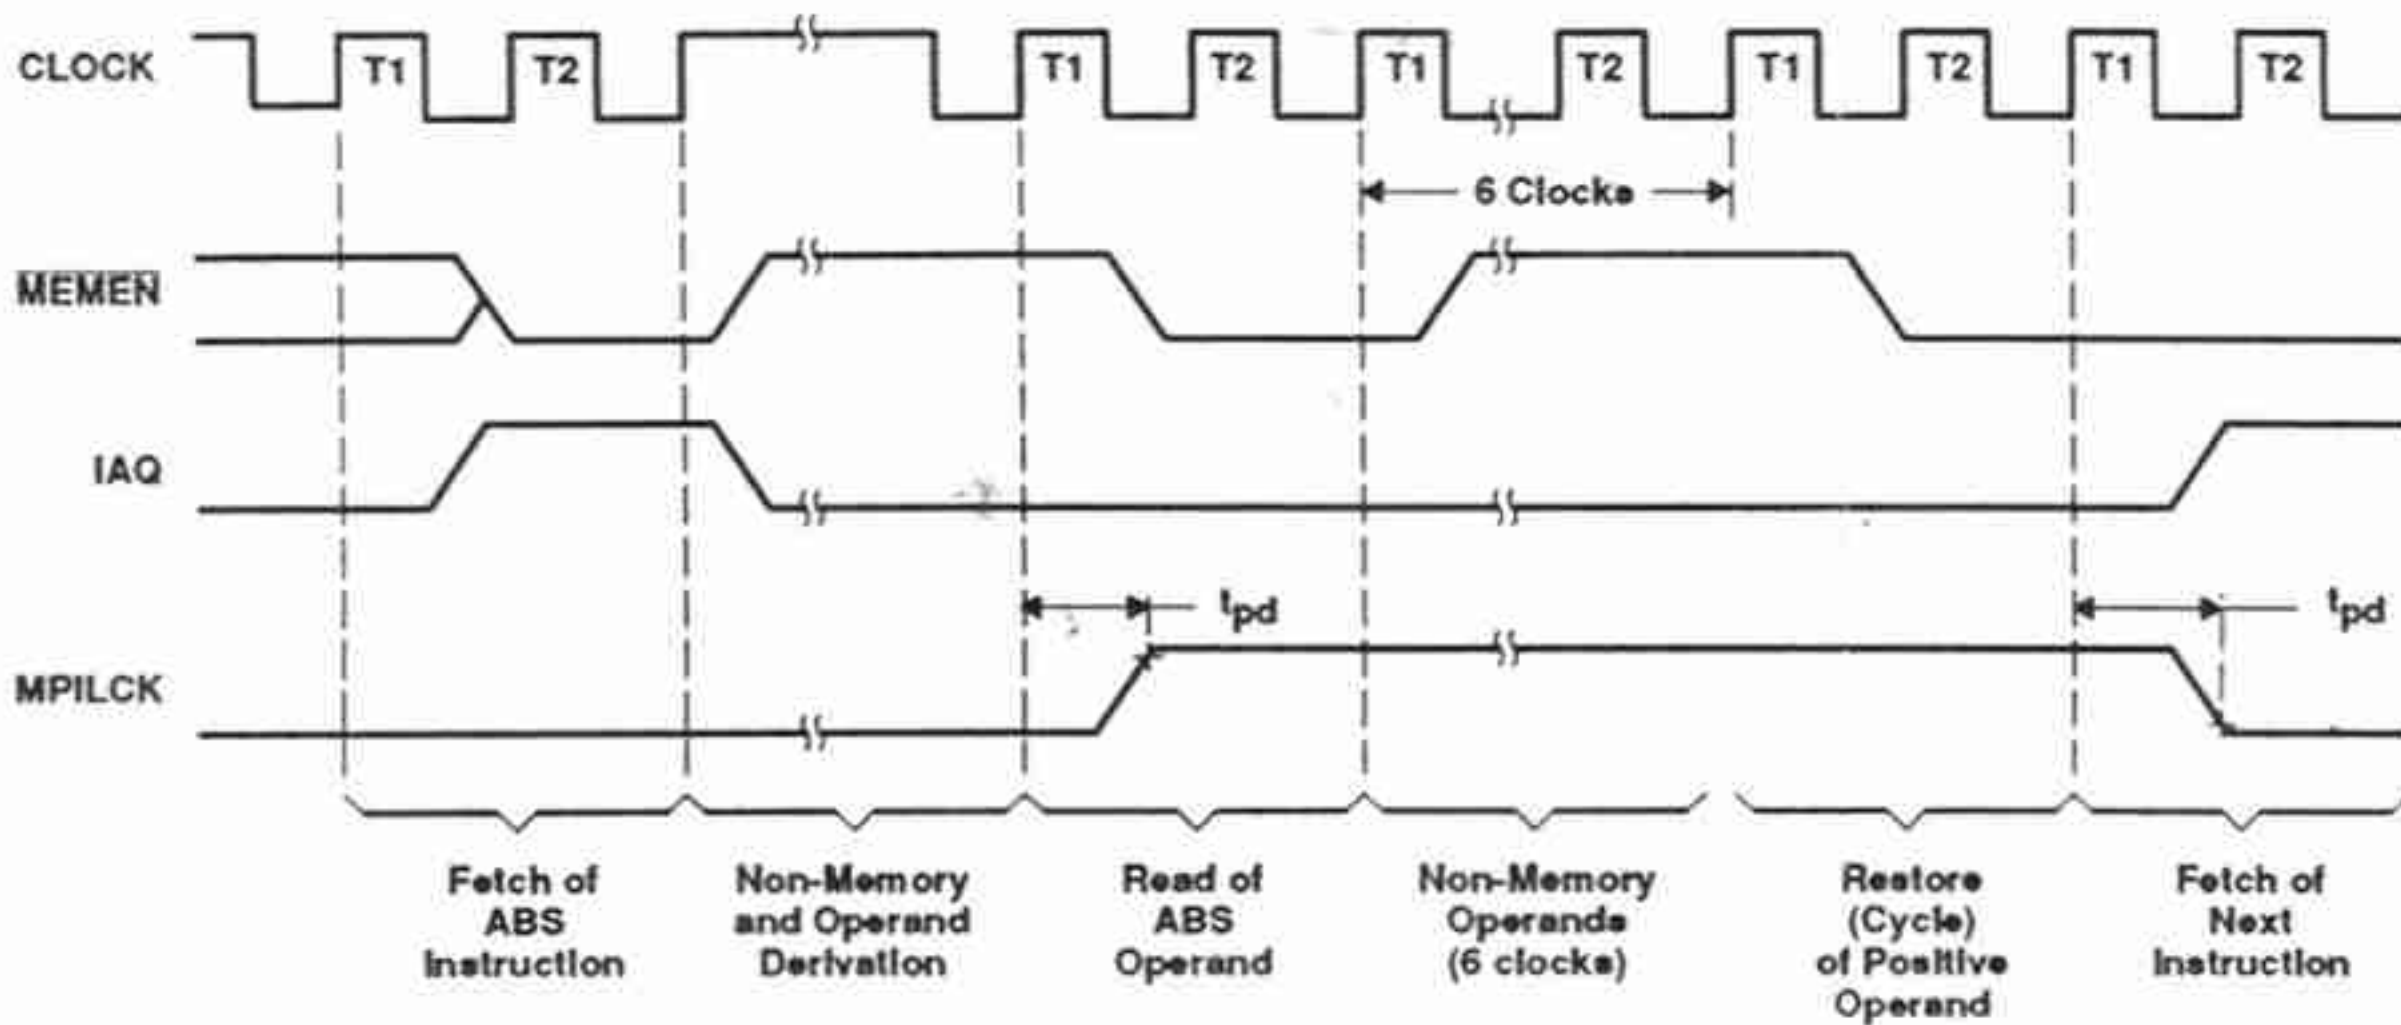 CLOCK
T1 T2 T1 T2 T1 T2 T1 T2 T1 T2
6 Clocks
MEMEN
IAQ
tpd tpd
MPILCK
Fetch of
ABS
Instruction
Non-Memory
and Operand
Derivation
Read of
ABS
Operand
Non-Memory
Operands
(6 clocks)
Restore
(Cycle)
of Positive
Operand
Fetch of
Next
Instruction